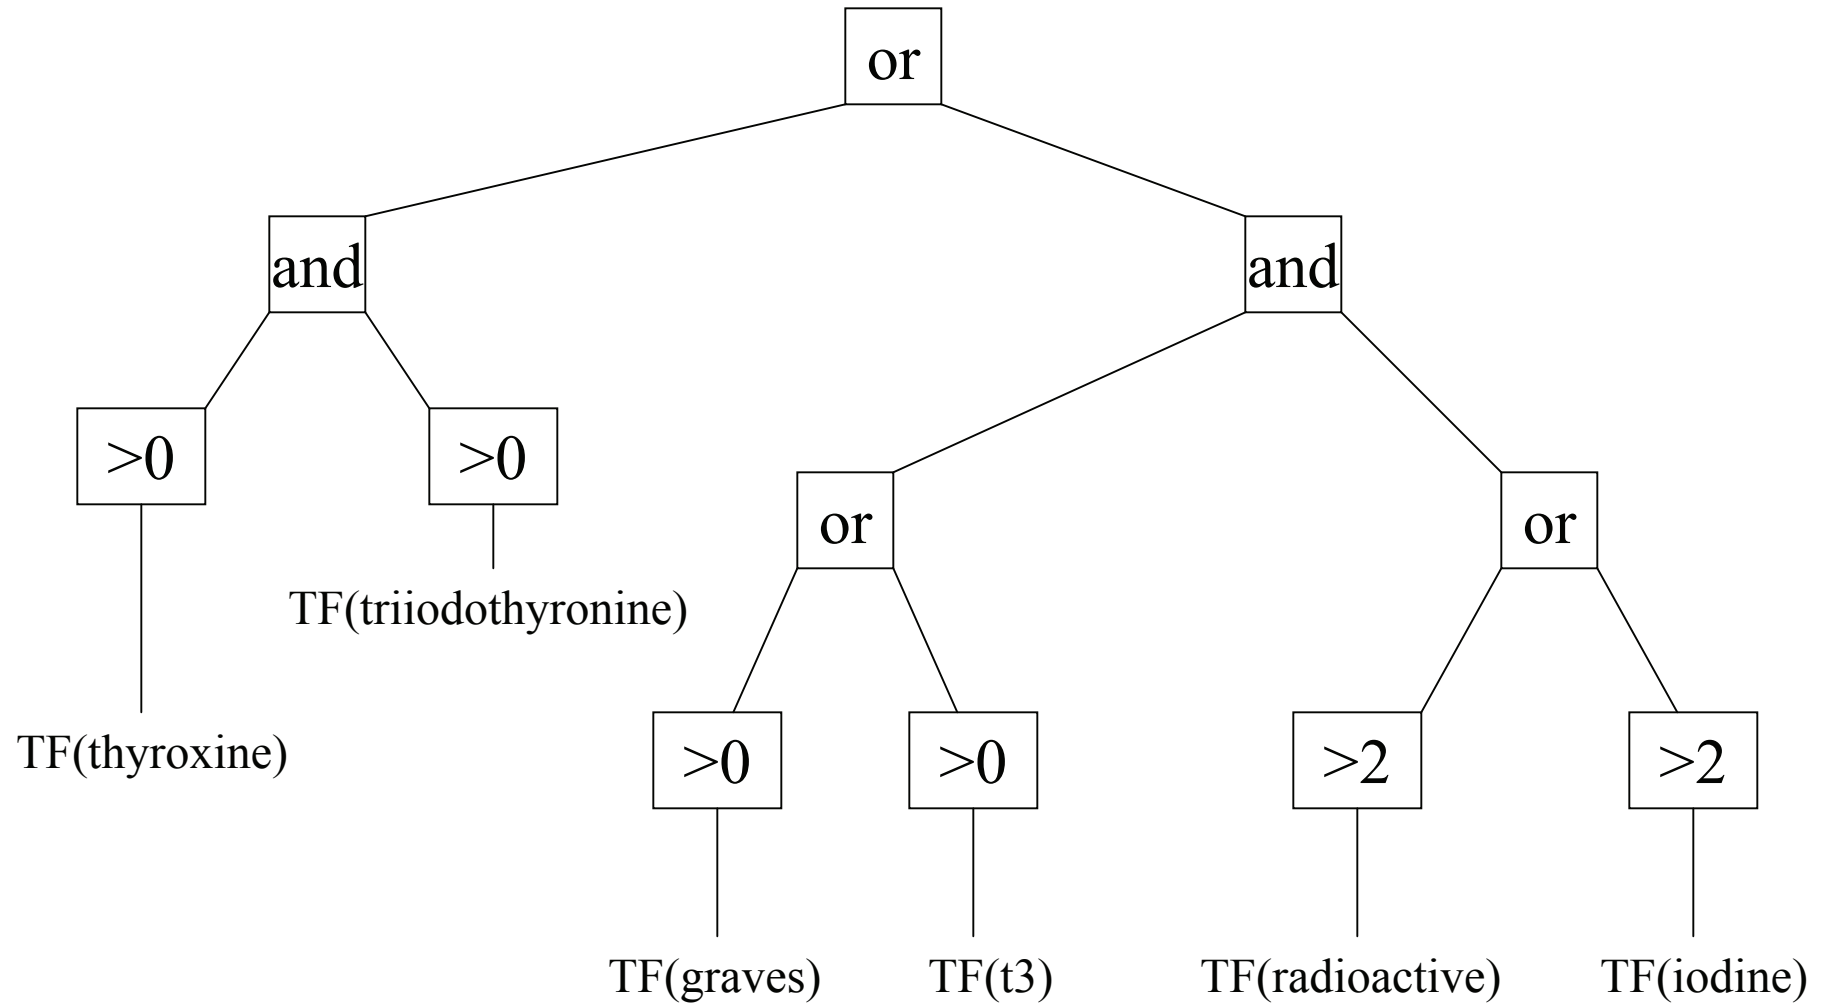 or
and
and
>0
>0
or
or
TF(triiodothyronine)
TF(thyroxine)
>0
>0
>2
>2
TF(graves)
TF(t3)
TF(radioactive)
TF(iodine)